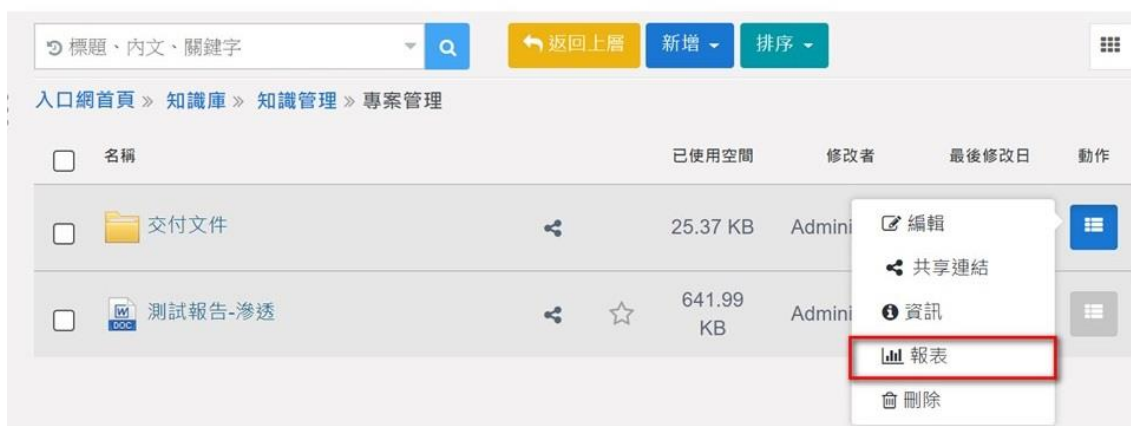 標題、內文、關鍵字
返回上層
新增
排序
入口網首頁 » 知識庫 » 知識管理 » 專案管理
名稱 已使用空間 修改者 最後修改日 動作
交付文件 25.37 KB Admini
編輯
共享連結
DOC 測試報告-滲透 641.99 KB Admini
資訊
報表
刪除